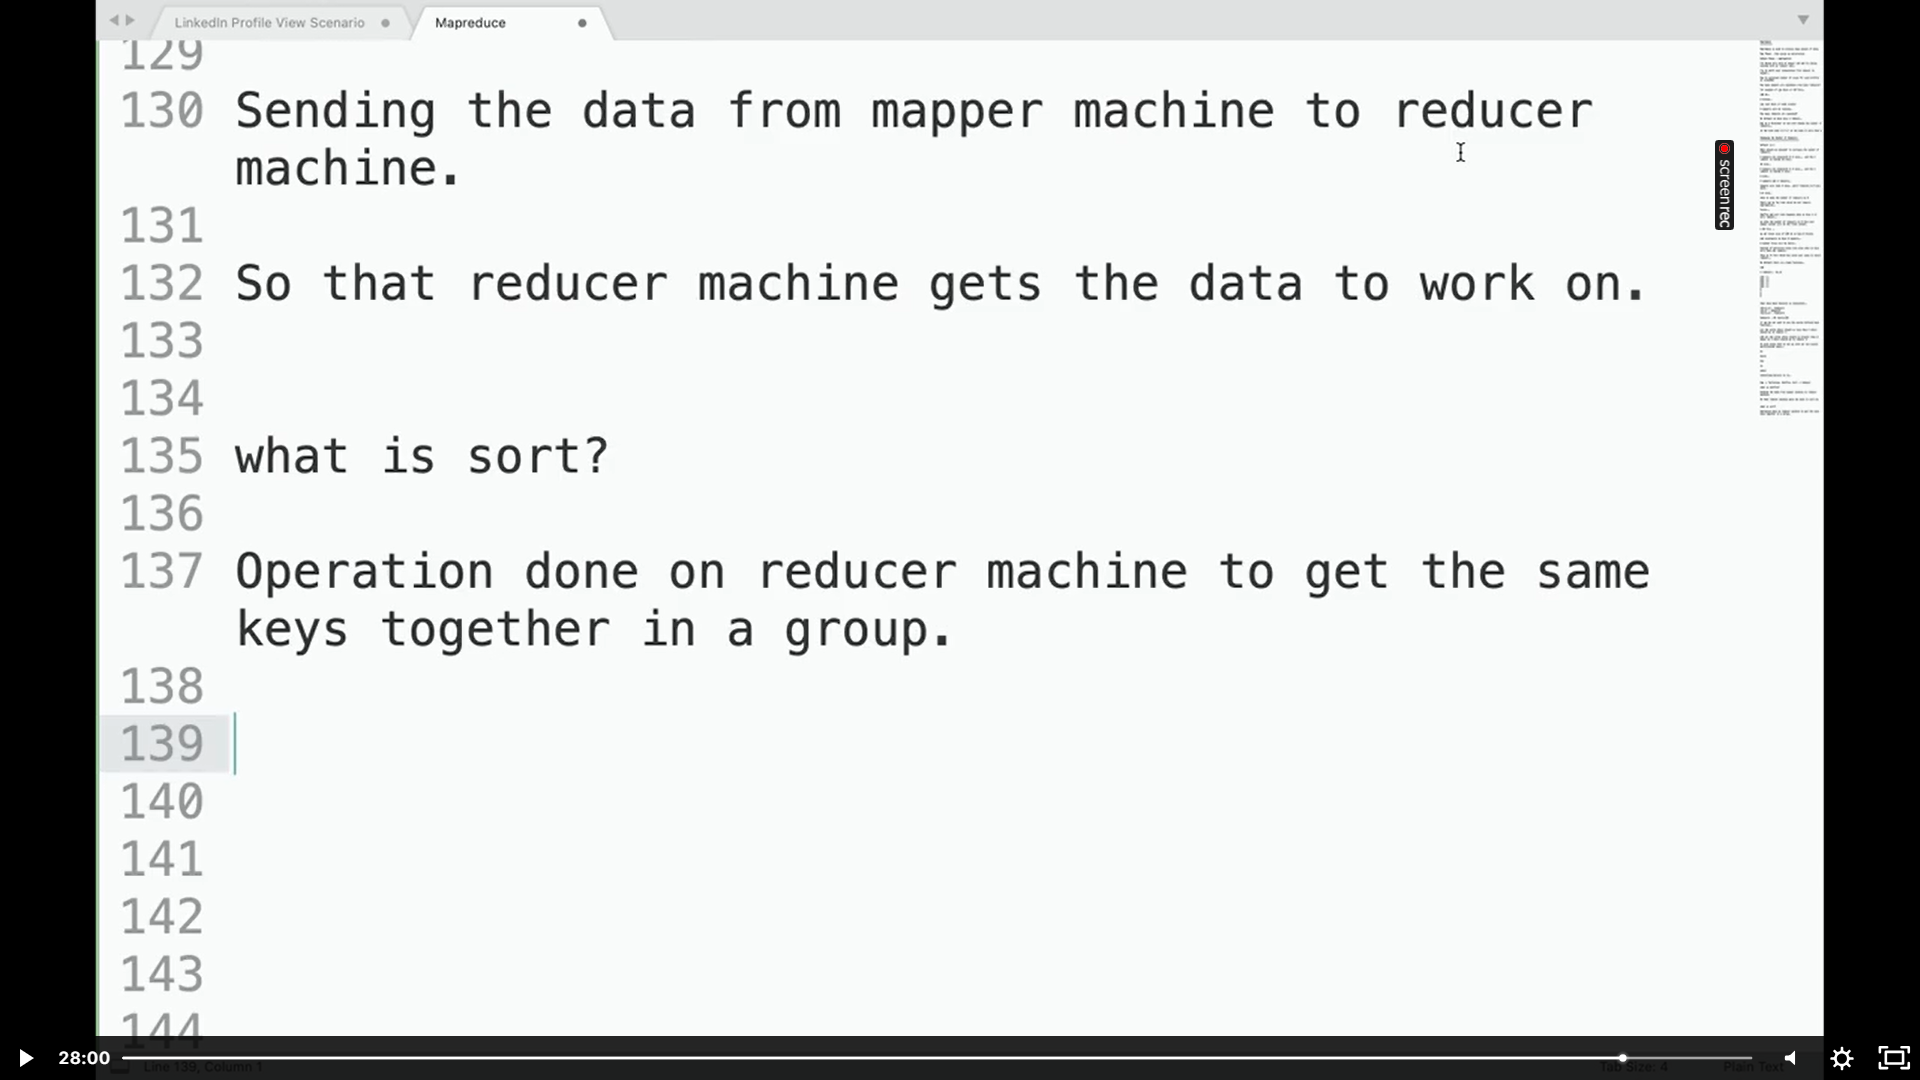 LinkedIn Profile View Scenario
Mapreduce
129
130 Sending the data from mapper machine to reducer
machine.
131
132 So that reducer machine gets the data to work on.
133
134
135 what is sort?
136
137 Operation done on reducer machine to get the same
keys together in a group.
138
139
140
141
142
143
144
screenrec
28:00
Line 139, Column 1
Tab Size: 4
Plain Text